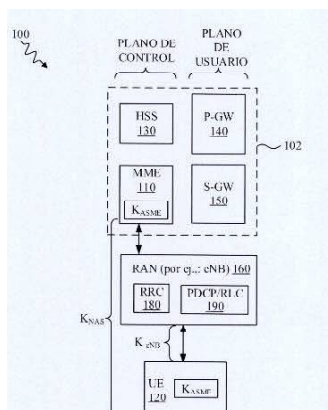 100
PLANO DE CONTROL
PLANO DE USUARIO
HSS
130
P-GW
140
102
MME
110
KASME
S-GW
150
RAN (por ej.: eNB) 160
RRC
180
PDCP/RLC
190
KNAS
K eNB
UE
120
KASME